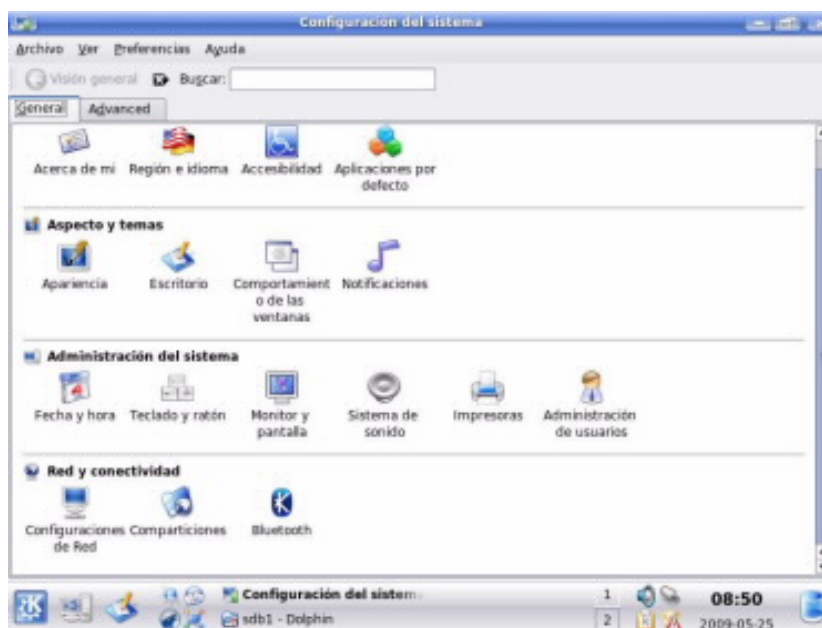 Configuración del sistema
Archivo Ver Preferencias Ayuda
Visión general Buscar:
General Advanced
Acerca de mi Región e idioma Accesibilidad Aplicaciones por defecto
Aspecto y temas
Apariencia Escritorio Comportamiento de las ventanas Notificaciones
Administración del sistema
Fecha y hora Teclado y ratón Monitor y pantalla Sistema de sonido Impresoras Administración de usuarios
Red y conectividad
Configuraciones de Red Comparticiones Bluetooth
Configuración del sistem
sdb1 - Dolphin
1
2
08:50
2009-05-25